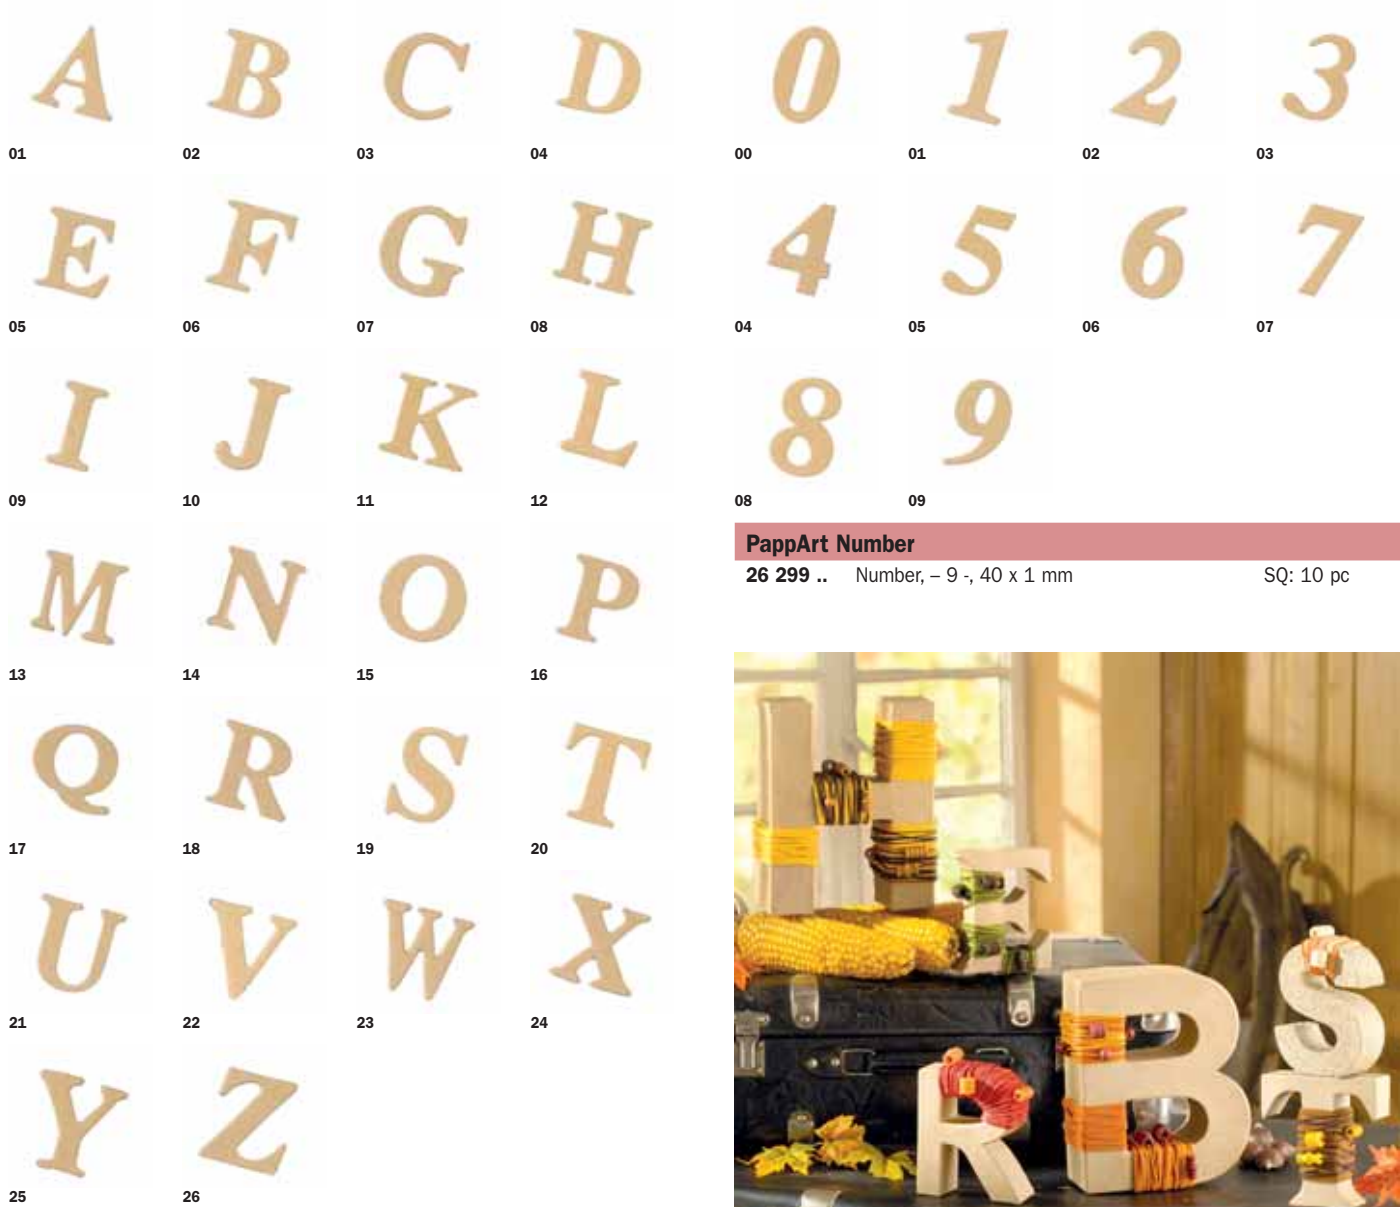 A B C D
01 02 03 04
E F G H
05 06 07 08
I J K L
09 10 11 12
M N O P
13 14 15 16
Q R S T
17 18 19 20
U V W X
21 22 23 24
Y Z
25 26
0 1 2 3
00 01 02 03
4 5 6 7
04 05 06 07
8 9
08 09
PappArt Number
26 299 .. Number, – 9 -, 40 x 1 mm SQ: 10 pc
H
E
R
B
S
T